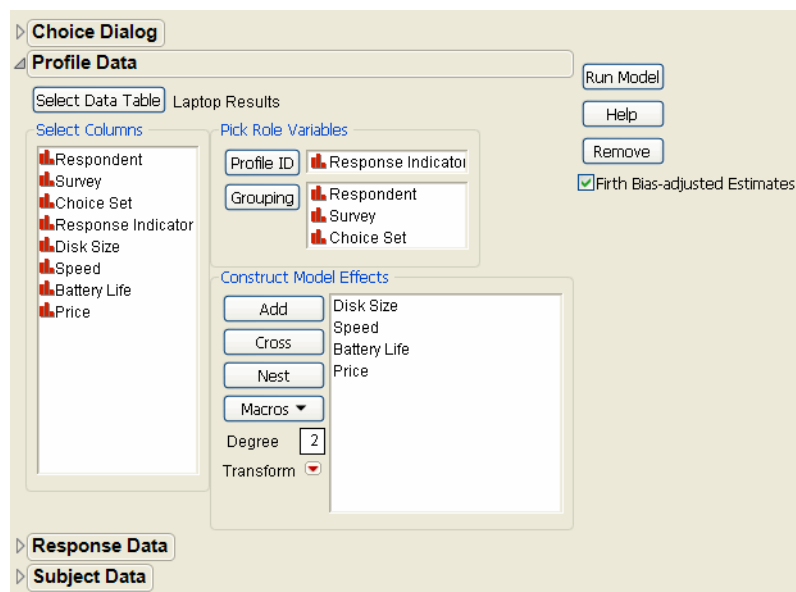 Choice Dialog
Profile Data
Select Data Table Laptop Results
Select Columns
Respondent
Survey
Choice Set
Response Indicator
Disk Size
Speed
Battery Life
Price
Pick Role Variables
Profile ID Response Indicator
Grouping Respondent
Survey
Choice Set
Construct Model Effects
Add
Cross
Nest
Macros
Degree 2
Transform
Disk Size
Speed
Battery Life
Price
Run Model
Help
Remove
Firth Bias-adjusted Estimates
Response Data
Subject Data